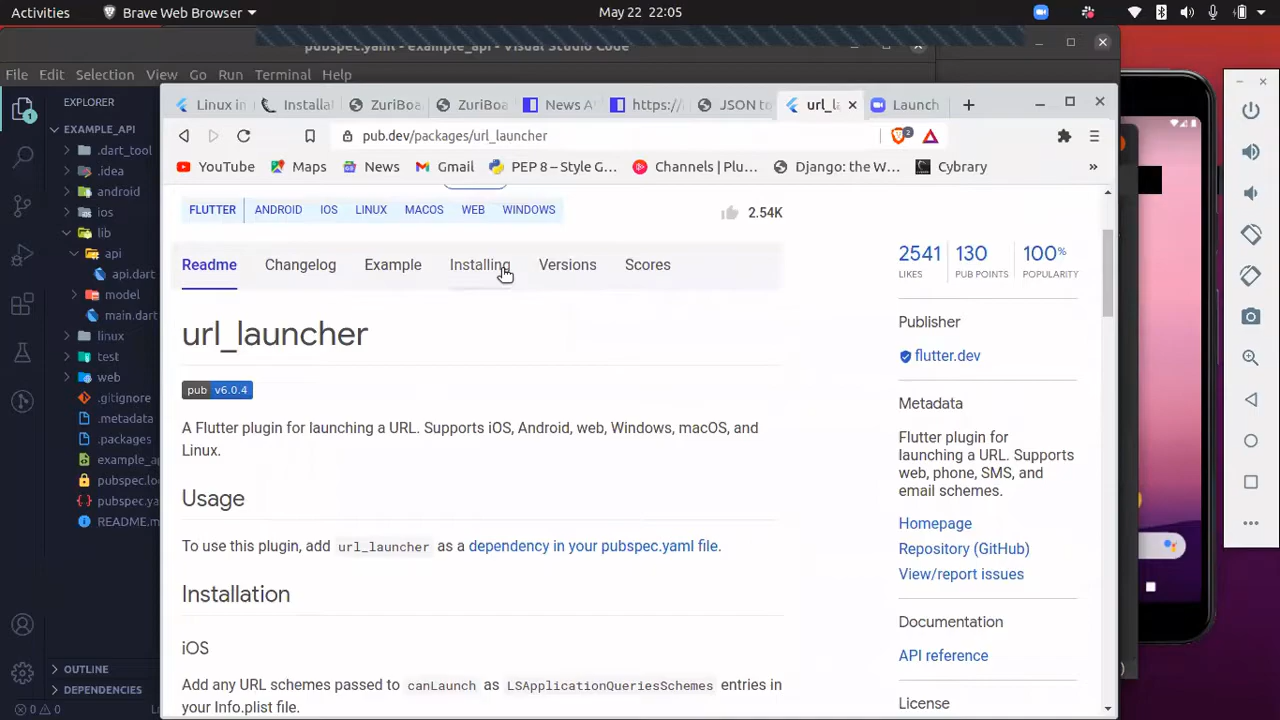 Activities
Brave Web Browser
May 22 22:05
pubspec.yaml - example_api - Visual Studio Code
File Edit Selection View Go Run Terminal Help
EXPLORER
EXAMPLE_API
.dart_tool
.idea
android
ios
lib
api
api.dart
model
main.dart
linux
test
web
.gitignore
.metadata
.packages
example_ap
pubspec.lo
pubspec.ya
README.m
OUTLINE
DEPENDENCIES
0 0
1
Linux in
Installa
ZuriBoa
ZuriBoa
News A
https://
JSON to
url_la
Launch
pub.dev/packages/url_launcher
2
YouTube
Maps
News
Gmail
PEP 8 – Style G...
Channels | Plu...
Django: the W...
Cybrary
»
FLUTTER ANDROID IOS LINUX MACOS WEB WINDOWS
2.54K
Readme Changelog Example Installing Versions Scores
url_launcher
pub v6.0.4
A Flutter plugin for launching a URL. Supports iOS, Android, web, Windows, macOS, and
Linux.
Usage
To use this plugin, add url_launcher as a dependency in your pubspec.yaml file.
Installation
iOS
Add any URL schemes passed to canLaunch as LSApplicationQueriesSchemes entries in
your Info.plist file.
2541 130 100%
LIKES PUB POINTS POPULARITY
Publisher
flutter.dev
Metadata
Flutter plugin for
launching a URL. Supports
web, phone, SMS, and
email schemes.
Homepage
Repository (GitHub)
View/report issues
Documentation
API reference
License